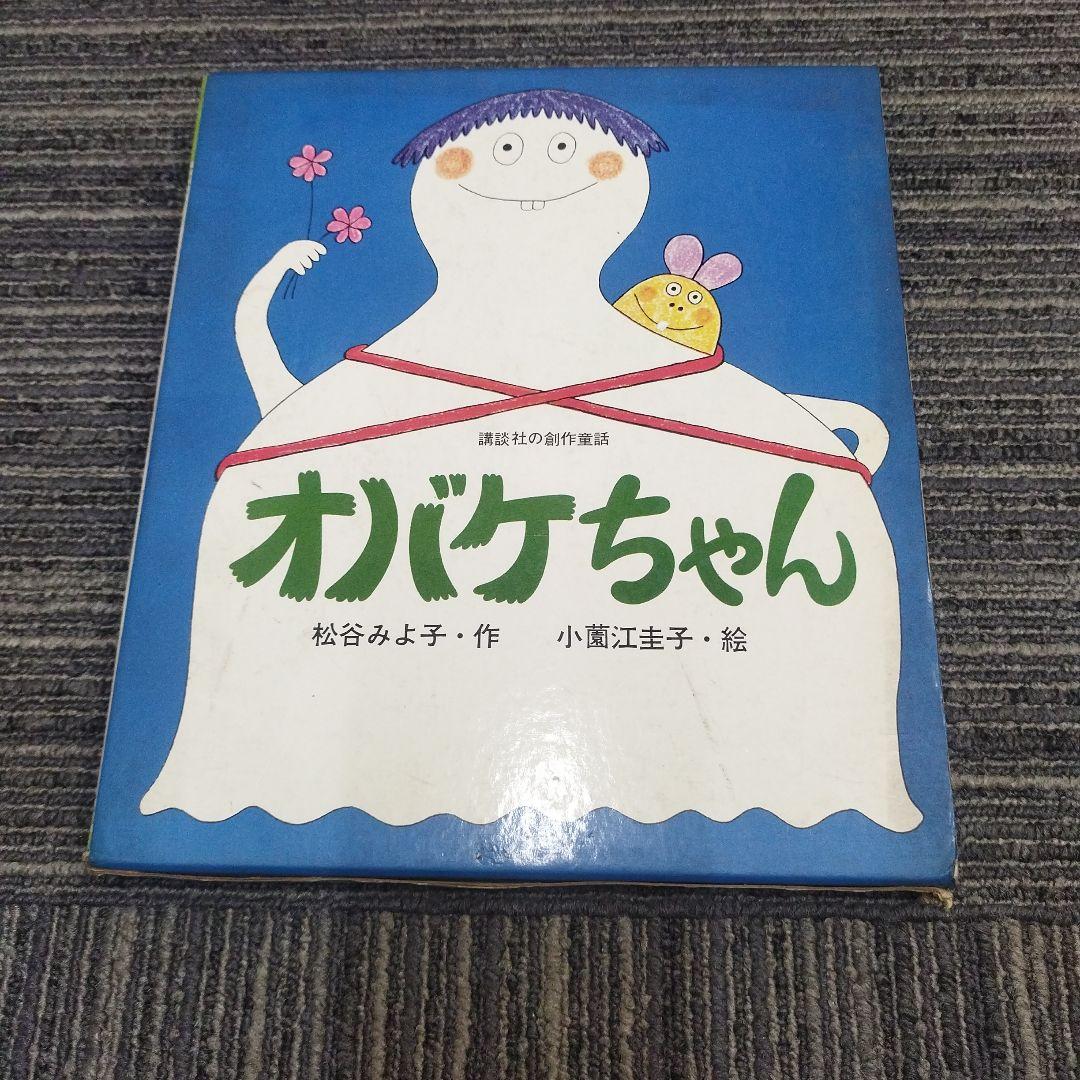 講談社の創作童話
オバケちゃん
松谷みよ子・作　小薗江圭子・絵